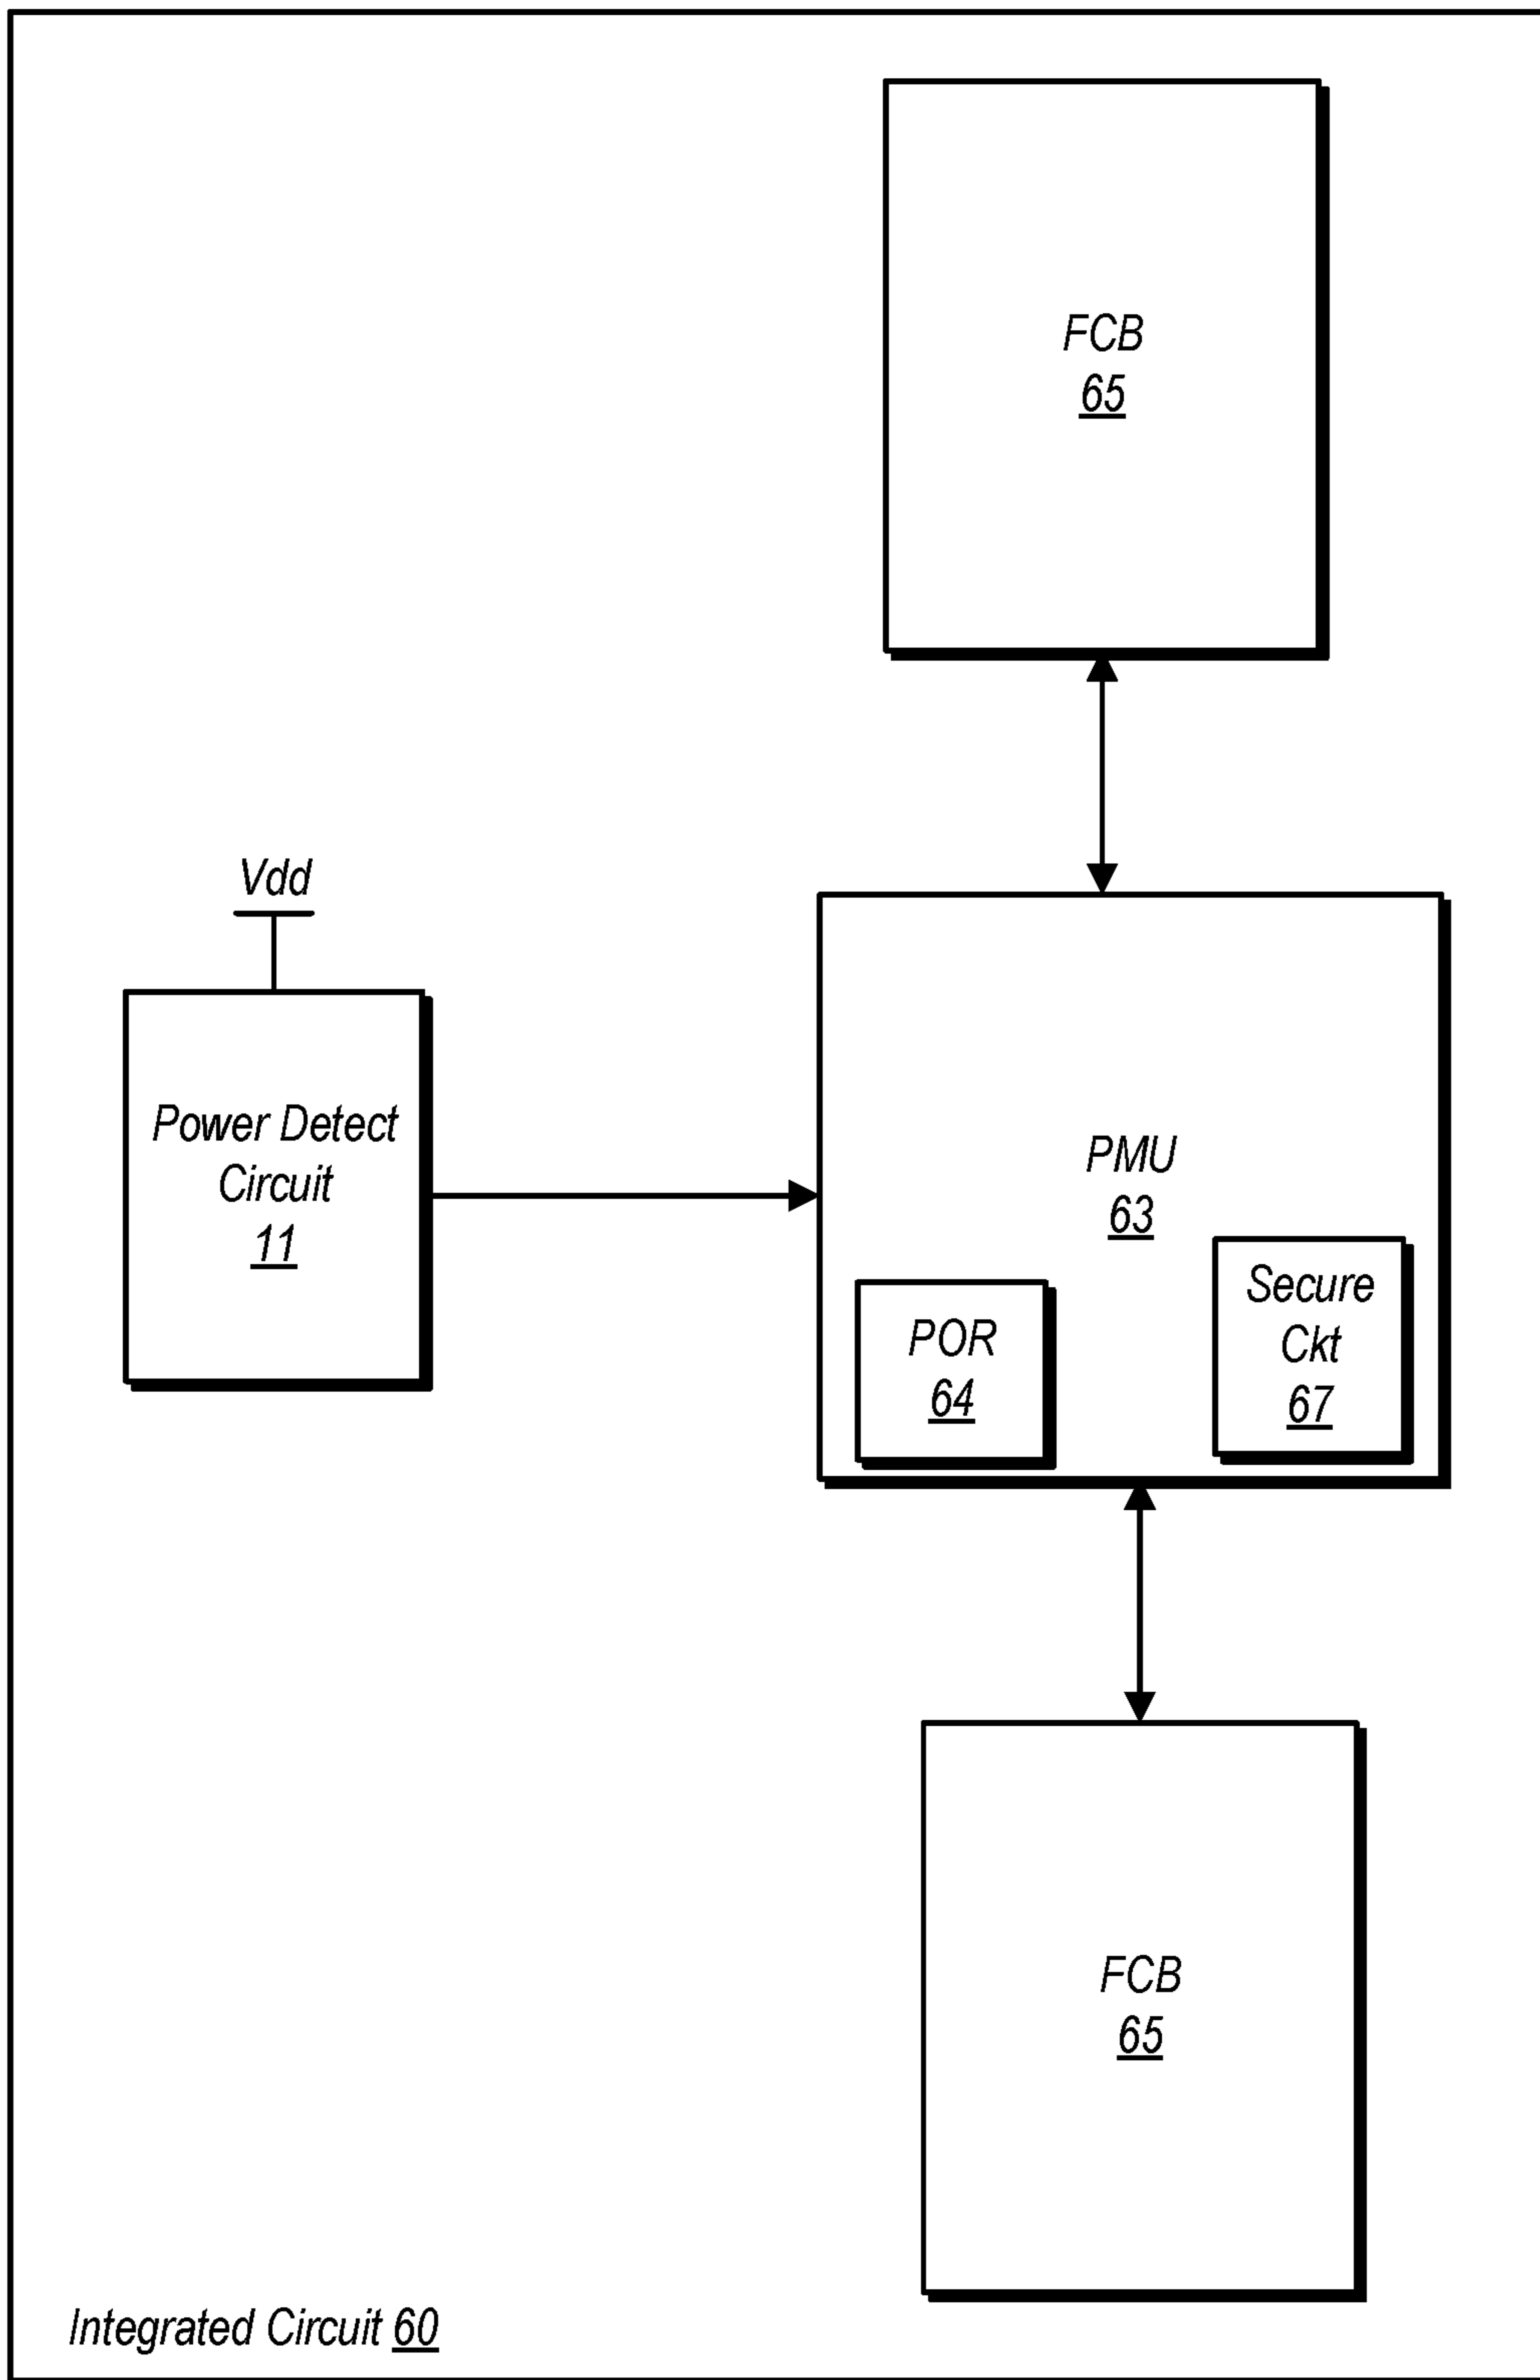 FCB
65
Vdd
Power Detect
Circuit
11
PMU
63
POR
64
Secure
Ckt
67
FCB
65
Integrated Circuit 60